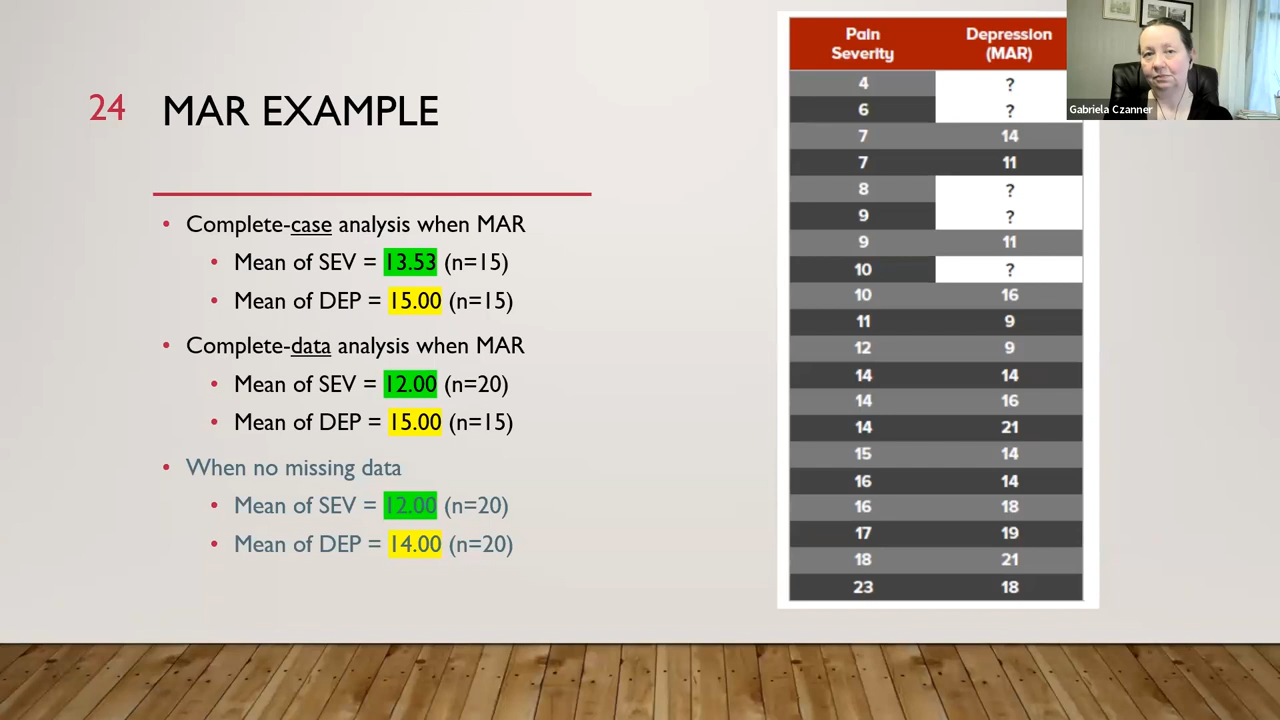 24 MAR EXAMPLE
• Complete-case analysis when MAR
• Mean of SEV = 13.53 (n=15)
• Mean of DEP = 15.00 (n=15)
• Complete-data analysis when MAR
• Mean of SEV = 12.00 (n=20)
• Mean of DEP = 15.00 (n=15)
• When no missing data
• Mean of SEV = 12.00 (n=20)
• Mean of DEP = 14.00 (n=20)
Pain Depression
Severity (MAR)
4 ?
6 ?
7 14
7 11
8 ?
9 ?
9 11
10 ?
10 16
11 9
12 9
14 14
14 16
14 21
15 14
16 14
16 18
17 19
18 21
23 18
Gabriela Czanner